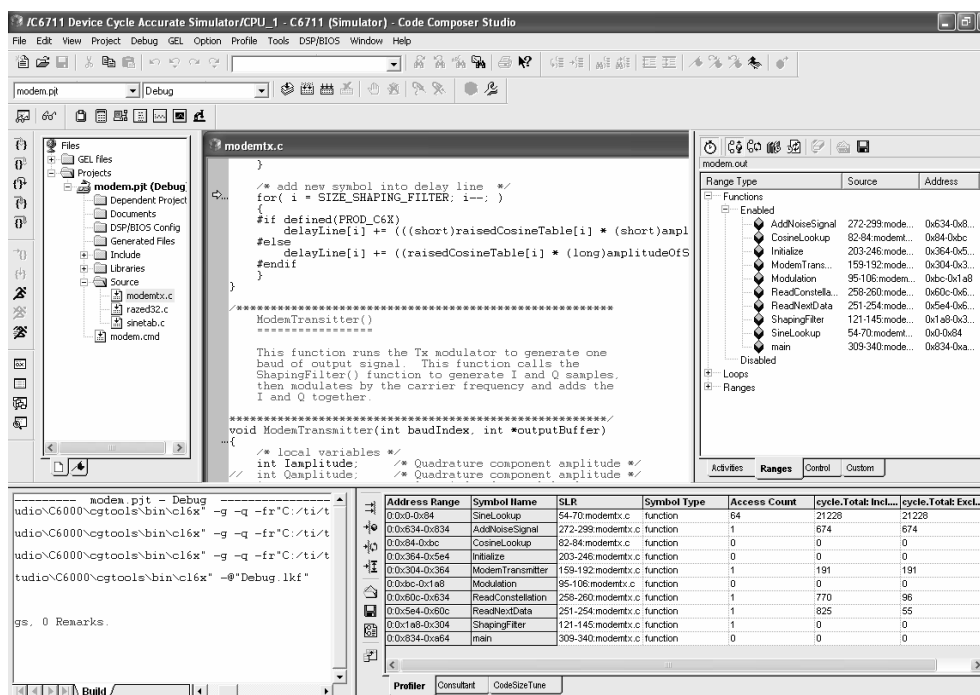 /C6711 Device Cycle Accurate Simulator/CPU_1 - C6711 (Simulator) - Code Composer Studio
File Edit View Project Debug GEL Option Profile Tools DSP/BIOS Window Help
modem.pjt Debug
Files
GEL files
Projects
modem.pjt (Debug
Dependent Project
Documents
DSP/BIOS Config
Generated Files
Include
Libraries
Source
modemtx.c
razed32.c
sinetab.c
modem.cmd
modemtx.c
}
/* add new symbol into delay line */
for( i = SIZE_SHAPING_FILTER; i--; )
{
#if defined(PROD_C6X)
delayLine[i] += (((short)raisedCosineTable[i] * (short)ampl
#else
delayLine[i] += ((raisedCosineTable[i] * (long)amplitudeOfS
#endif
}
}
/************************************************************
ModemTransitter()
=================
This function runs the Tx modulator to generate one
baud of output signal. This function calls the
ShapingFilter() function to generate I and Q samples,
then modulates by the carrier frequency and adds the
I and Q together.
************************************************************/
void ModemTransmitter(int baudIndex, int *outputBuffer)
{
/* local variables */
int Iamplitude; /* Quadrature component amplitude */
// int Qamplitude; /* Quadrature component amplitude */
modem.out
Range Type Source Address
Functions
Enabled
AddNoiseSignal 272-299:mode... 0x634-0x8...
CosineLookup 82-84:modemt... 0x84-0xbc
Initialize 203-246:mode... 0x364-0x5...
ModemTrans... 159-192:mode... 0x304-0x3...
Modulation 95-106:modem... 0xbc-0x1a8
ReadConstella... 258-260:mode... 0x60c-0x6...
ReadNextData 251-254:mode... 0x5e4-0x6...
ShapingFilter 121-145:mode... 0x1a8-0x3...
SineLookup 54-70:modemt... 0x0-0x84
main 309-340:mode... 0x834-0xa...
Disabled
Loops
Ranges
Activities Ranges Control Custom
---------- modem.pjt - Debug ----------
udio\C6000\cgtools\bin\cl6x" -g -q -fr"C:/ti/t
udio\C6000\cgtools\bin\cl6x" -g -q -fr"C:/ti/t
udio\C6000\cgtools\bin\cl6x" -g -q -fr"C:/ti/t
tudio\C6000\cgtools\bin\cl6x" -@"Debug.lkf"
gs, 0 Remarks.
Build
Address Range Symbol Name SLR Symbol Type Access Count cycle.Total: Incl.... cycle.Total: Excl
0:0x0-0x84 SineLookup 54-70:modemtx.c function 64 21228 21228
0:0x634-0x834 AddNoiseSignal 272-299:modemtx.c function 1 674 674
0:0x84-0xbc CosineLookup 82-84:modemtx.c function 0 0 0
0:0x364-0x5e4 Initialize 203-246:modemtx.c function 0 0 0
0:0x304-0x364 ModemTransmitter 159-192:modemtx.c function 1 191 191
0:0xbc-0x1a8 Modulation 95-106:modemtx.c function 0 0 0
0:0x60c-0x634 ReadConstellation 258-260:modemtx.c function 1 770 96
0:0x5e4-0x60c ReadNextData 251-254:modemtx.c function 1 825 55
0:0x1a8-0x304 ShapingFilter 121-145:modemtx.c function 1 0 0
0:0x834-0xa64 main 309-340:modemtx.c function 0 0 0
Profiler Consultant CodeSizeTune